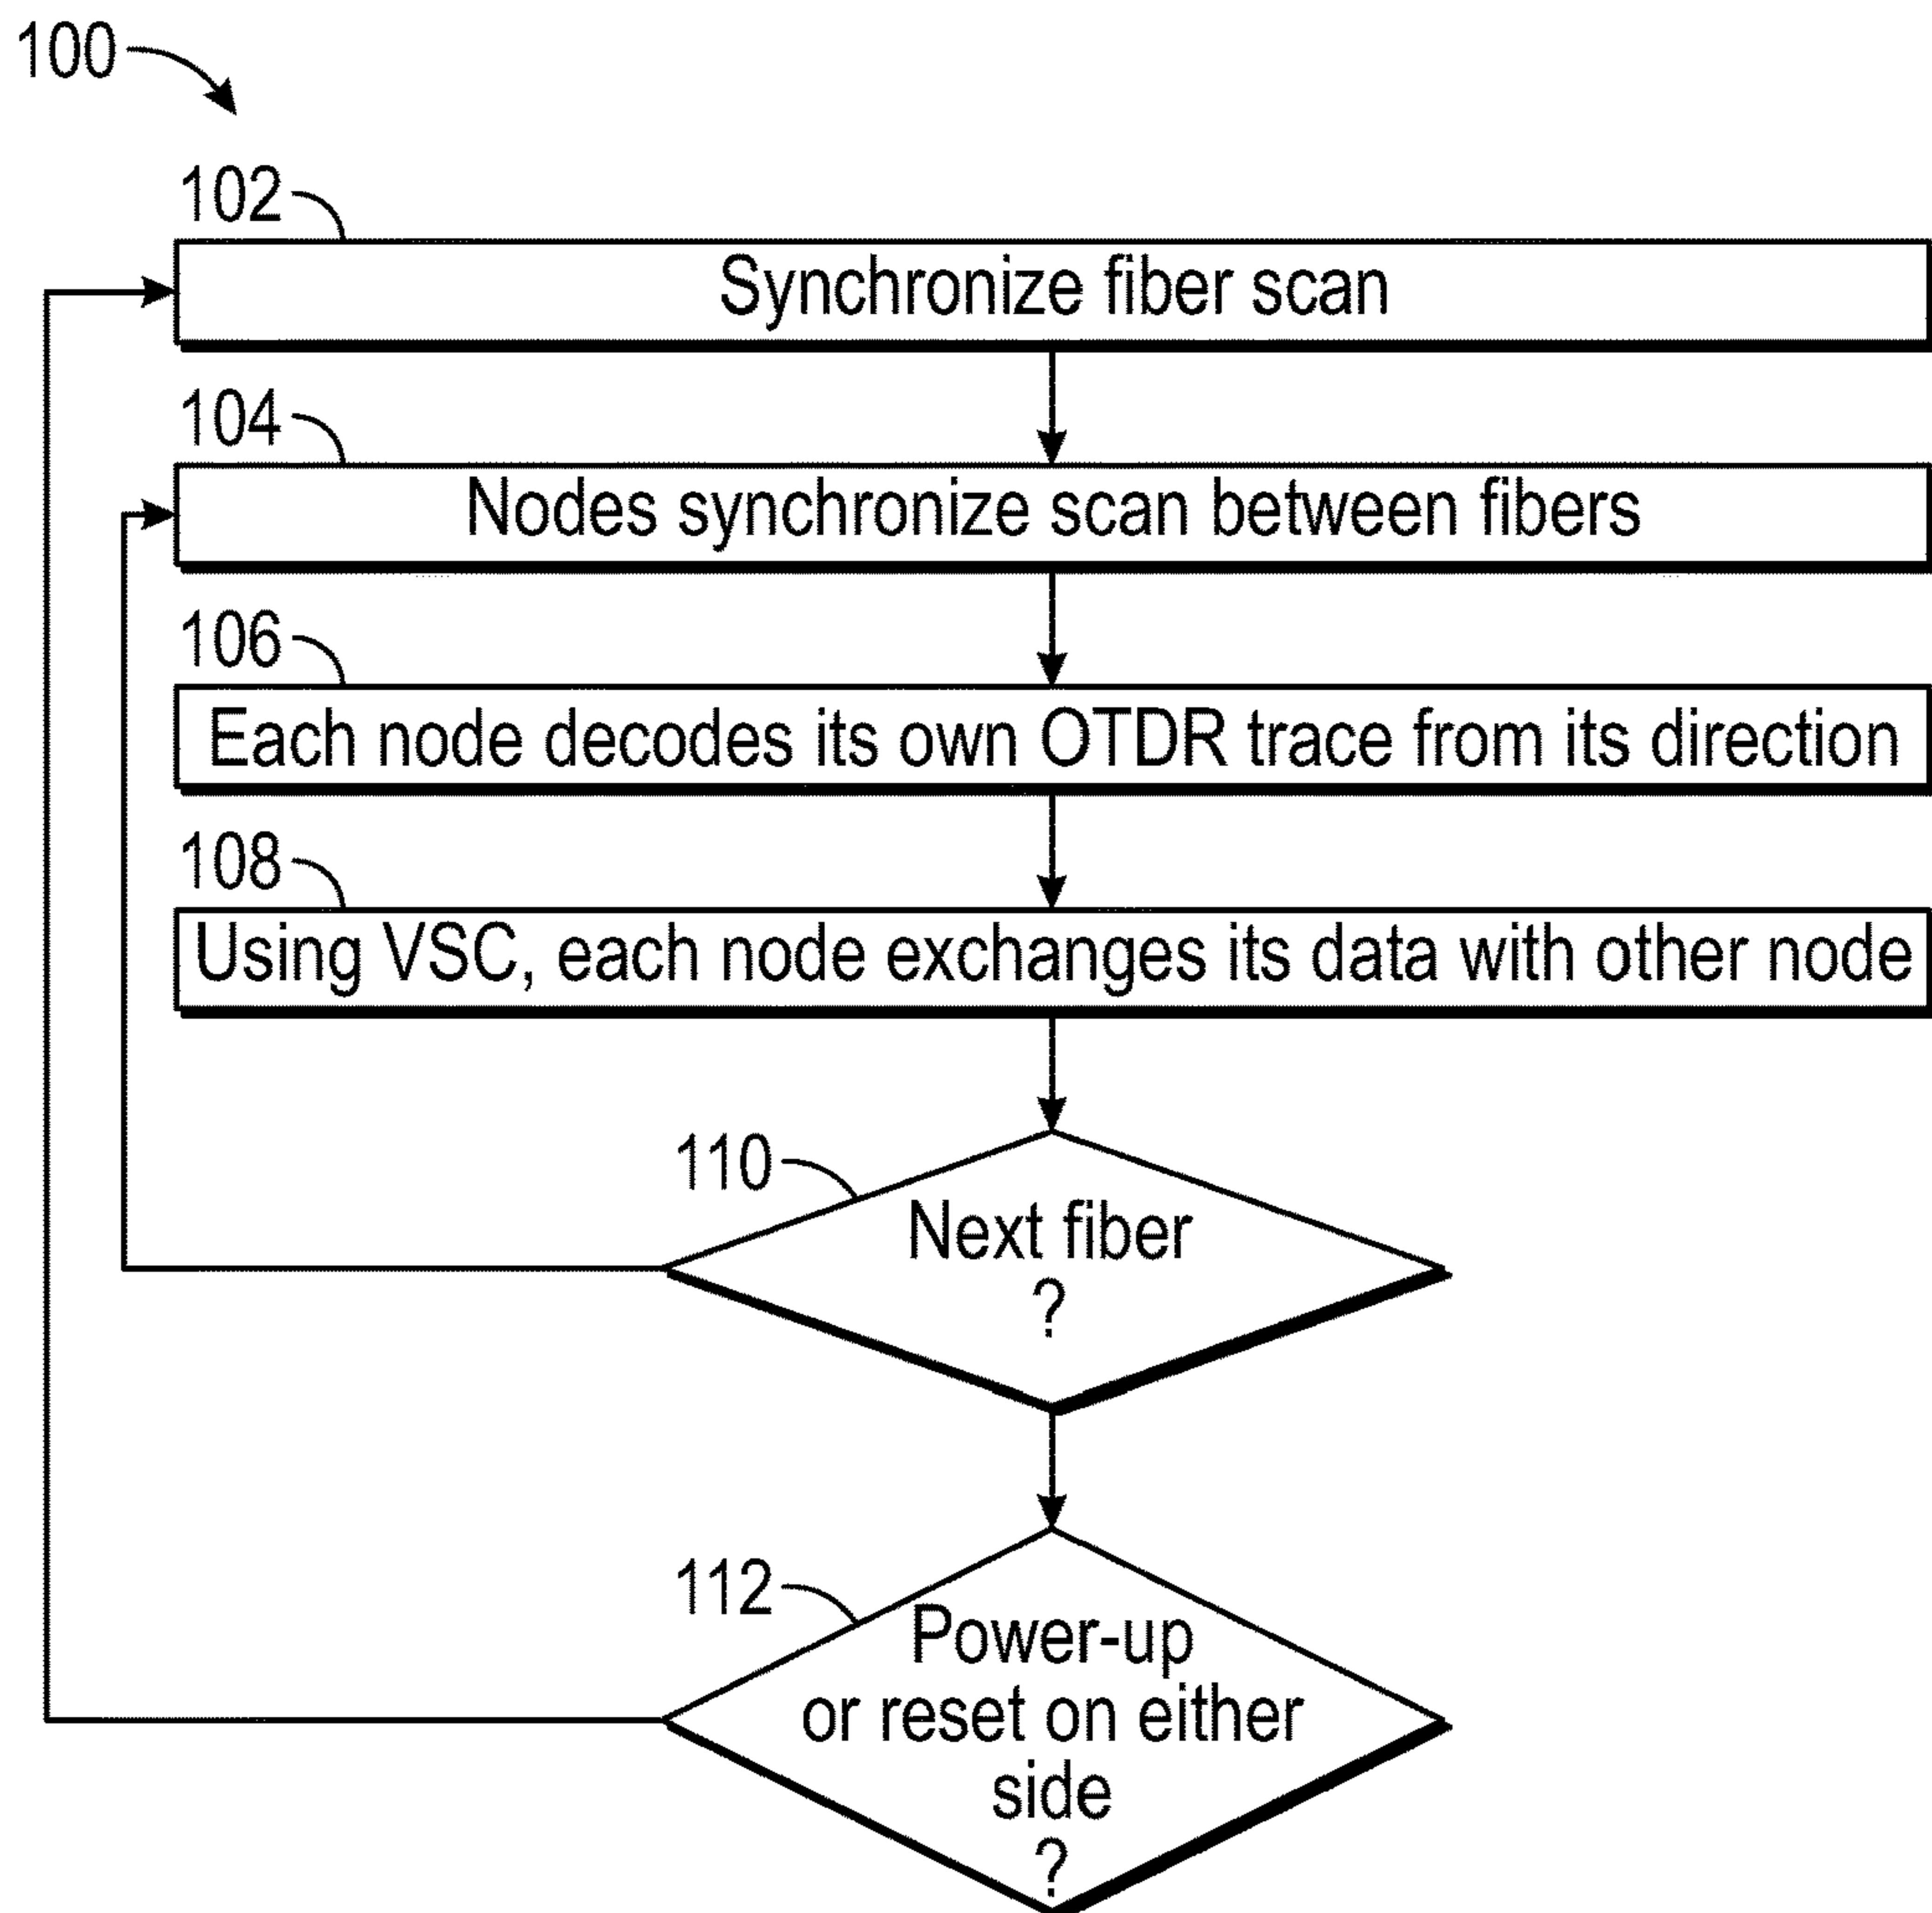 100
102
Synchronize fiber scan
104
Nodes synchronize scan between fibers
106
Each node decodes its own OTDR trace from its direction
108
Using VSC, each node exchanges its data with other node
110
Next fiber
?
112
Power-up
or reset on either
side
?